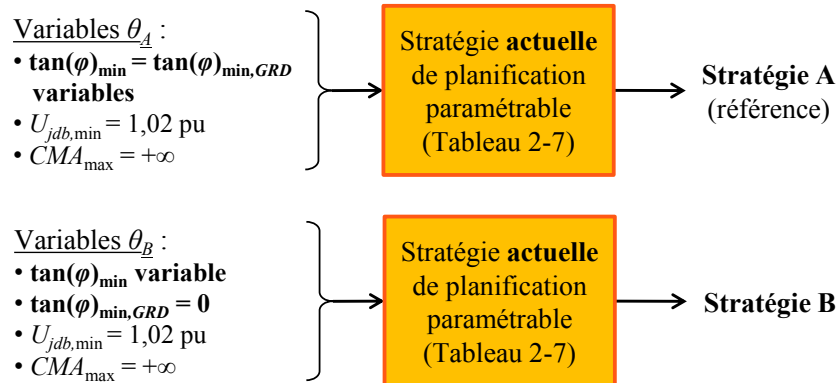 Variables θA :
• tan(φ)min = tan(φ)min,GRD
variables
• Ujdb,min = 1,02 pu
• CMAmax = +∞
Stratégie actuelle
de planification
paramétrable
(Tableau 2-7)
Stratégie A
(référence)
Variables θB :
• tan(φ)min variable
• tan(φ)min,GRD = 0
• Ujdb,min = 1,02 pu
• CMAmax = +∞
Stratégie actuelle
de planification
paramétrable
(Tableau 2-7)
Stratégie B